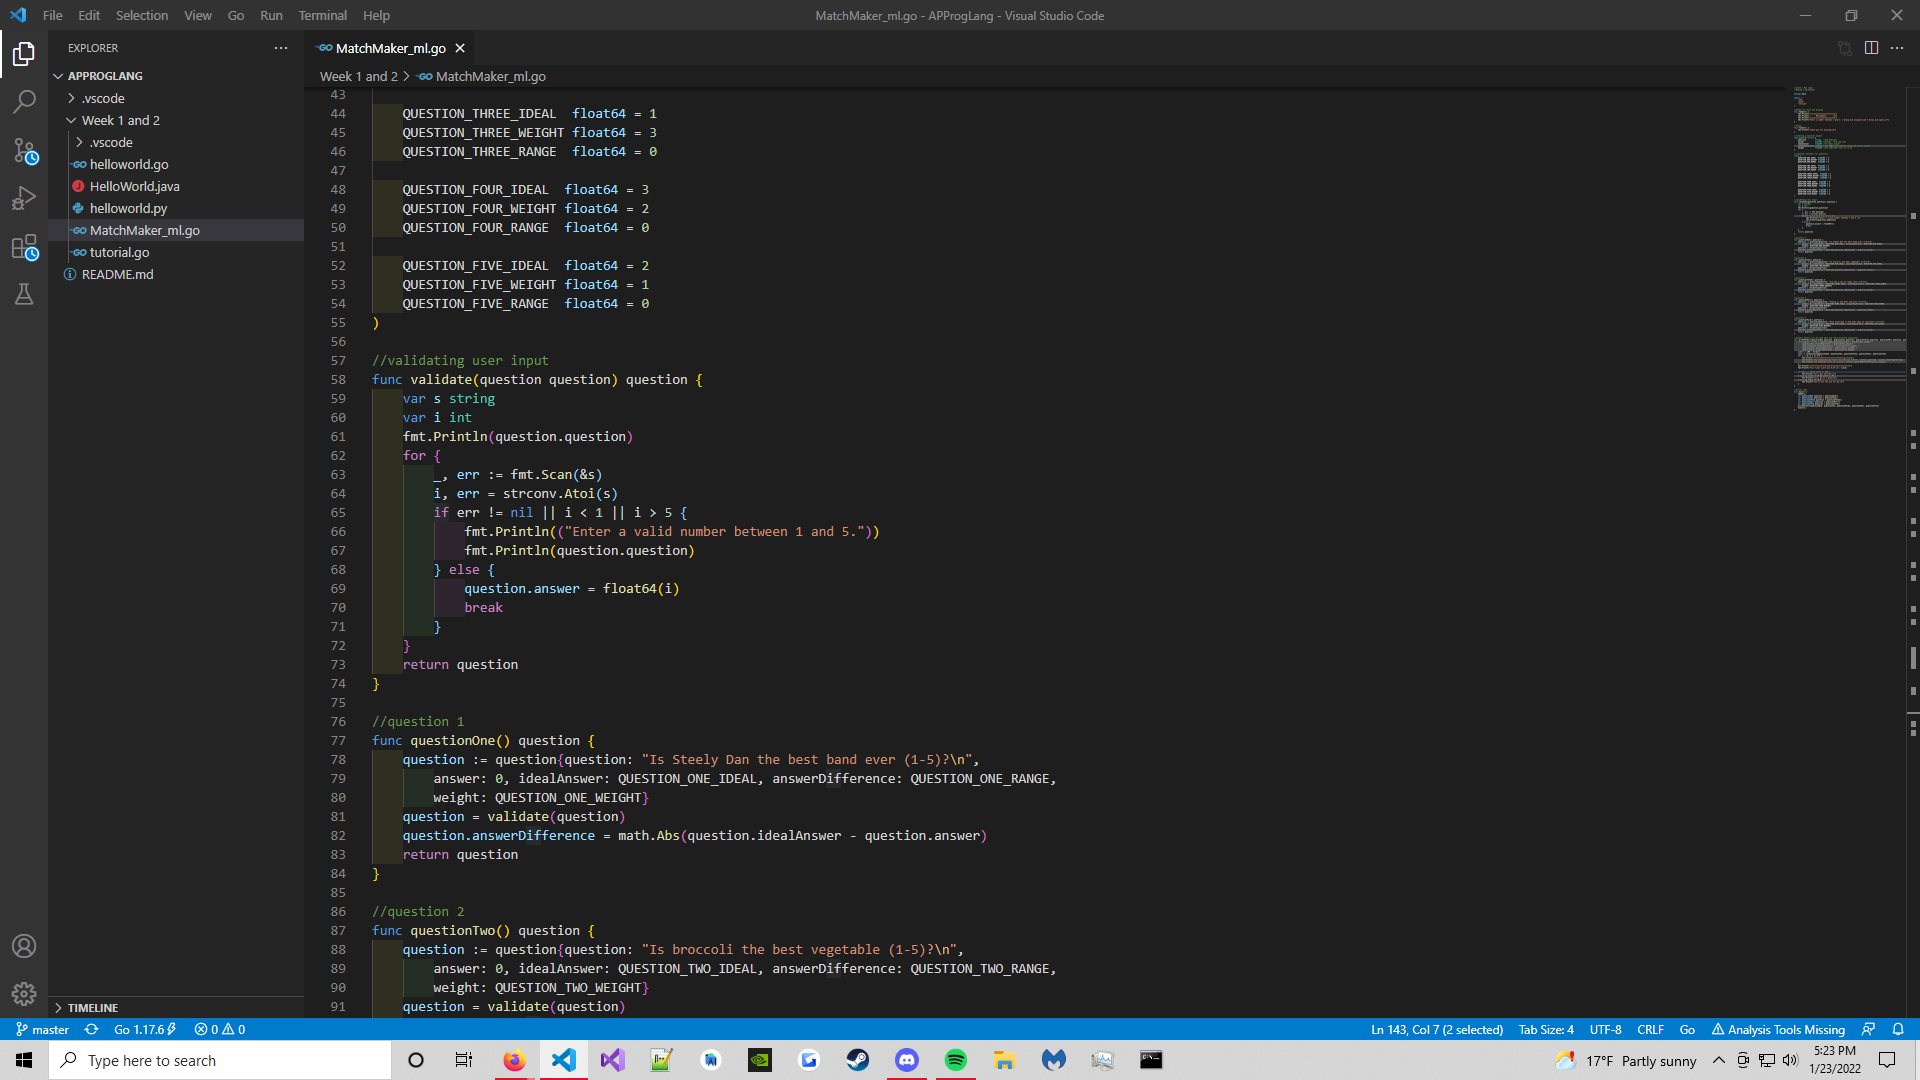 File Edit Selection View Go Run Terminal Help
MatchMaker_ml.go - APProgLang - Visual Studio Code
EXPLORER
APPROGLANG
.vscode
Week 1 and 2
.vscode
helloworld.go
HelloWorld.java
helloworld.py
MatchMaker_ml.go
tutorial.go
README.md
TIMELINE
MatchMaker_ml.go
Week 1 and 2 > MatchMaker_ml.go
43
44 QUESTION_THREE_IDEAL float64 = 1
45 QUESTION_THREE_WEIGHT float64 = 3
46 QUESTION_THREE_RANGE float64 = 0
47
48 QUESTION_FOUR_IDEAL float64 = 3
49 QUESTION_FOUR_WEIGHT float64 = 2
50 QUESTION_FOUR_RANGE float64 = 0
51
52 QUESTION_FIVE_IDEAL float64 = 2
53 QUESTION_FIVE_WEIGHT float64 = 1
54 QUESTION_FIVE_RANGE float64 = 0
55 )
56
57 //validating user input
58 func validate(question question) question {
59 var s string
60 var i int
61 fmt.Println(question.question)
62 for {
63 _, err := fmt.Scan(&s)
64 i, err = strconv.Atoi(s)
65 if err != nil || i < 1 || i > 5 {
66 fmt.Println(("Enter a valid number between 1 and 5."))
67 fmt.Println(question.question)
68 } else {
69 question.answer = float64(i)
70 break
71 }
72 }
73 return question
74 }
75
76 //question 1
77 func questionOne() question {
78 question := question{question: "Is Steely Dan the best band ever (1-5)?\n",
79 answer: 0, idealAnswer: QUESTION_ONE_IDEAL, answerDifference: QUESTION_ONE_RANGE,
80 weight: QUESTION_ONE_WEIGHT}
81 question = validate(question)
82 question.answerDifference = math.Abs(question.idealAnswer - question.answer)
83 return question
84 }
85
86 //question 2
87 func questionTwo() question {
88 question := question{question: "Is broccoli the best vegetable (1-5)?\n",
89 answer: 0, idealAnswer: QUESTION_TWO_IDEAL, answerDifference: QUESTION_TWO_RANGE,
90 weight: QUESTION_TWO_WEIGHT}
91 question = validate(question)
master Go 1.17.6 0 0 Ln 143, Col 7 (2 selected) Tab Size: 4 UTF-8 CRLF Go Analysis Tools Missing
Type here to search
17°F Partly sunny
5:23 PM
1/23/2022